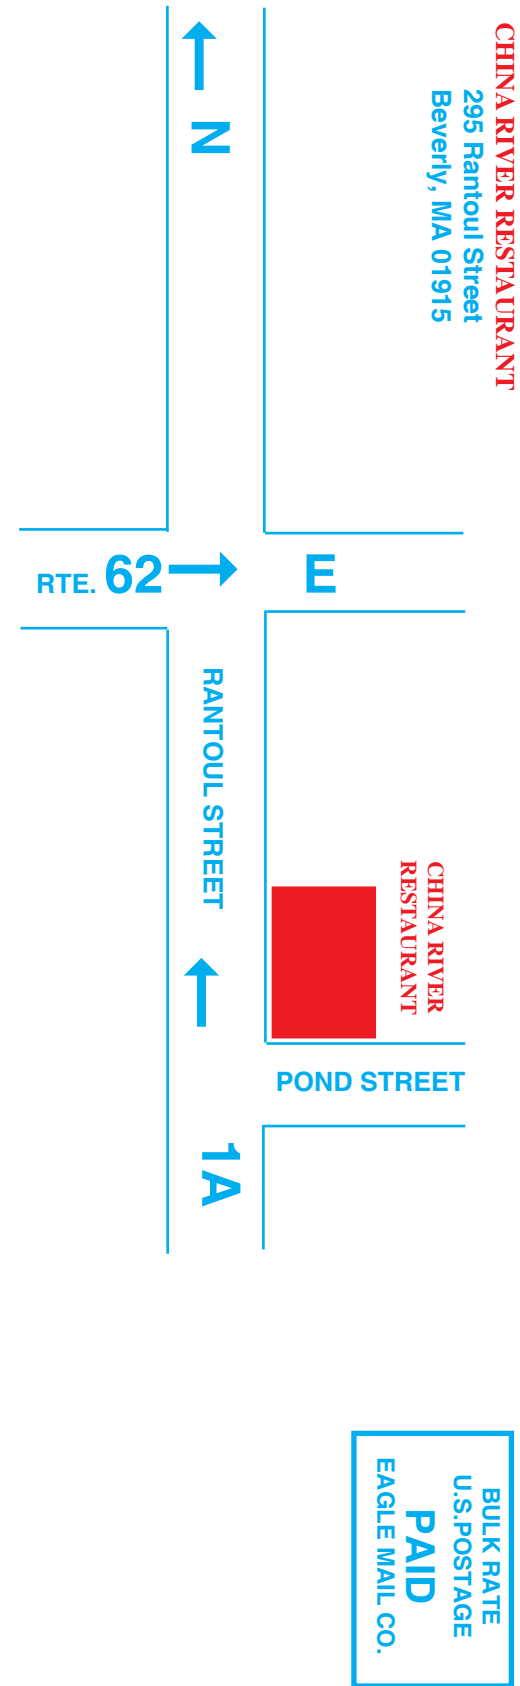 CHINA RIVER RESTAURANT
295 Rantoul Street
Beverly, MA 01915
N
RTE. 62
E
RANTOUL STREET
CHINA RIVER
RESTAURANT
POND STREET
1A
BULK RATE
U.S.POSTAGE
PAID
EAGLE MAIL CO.